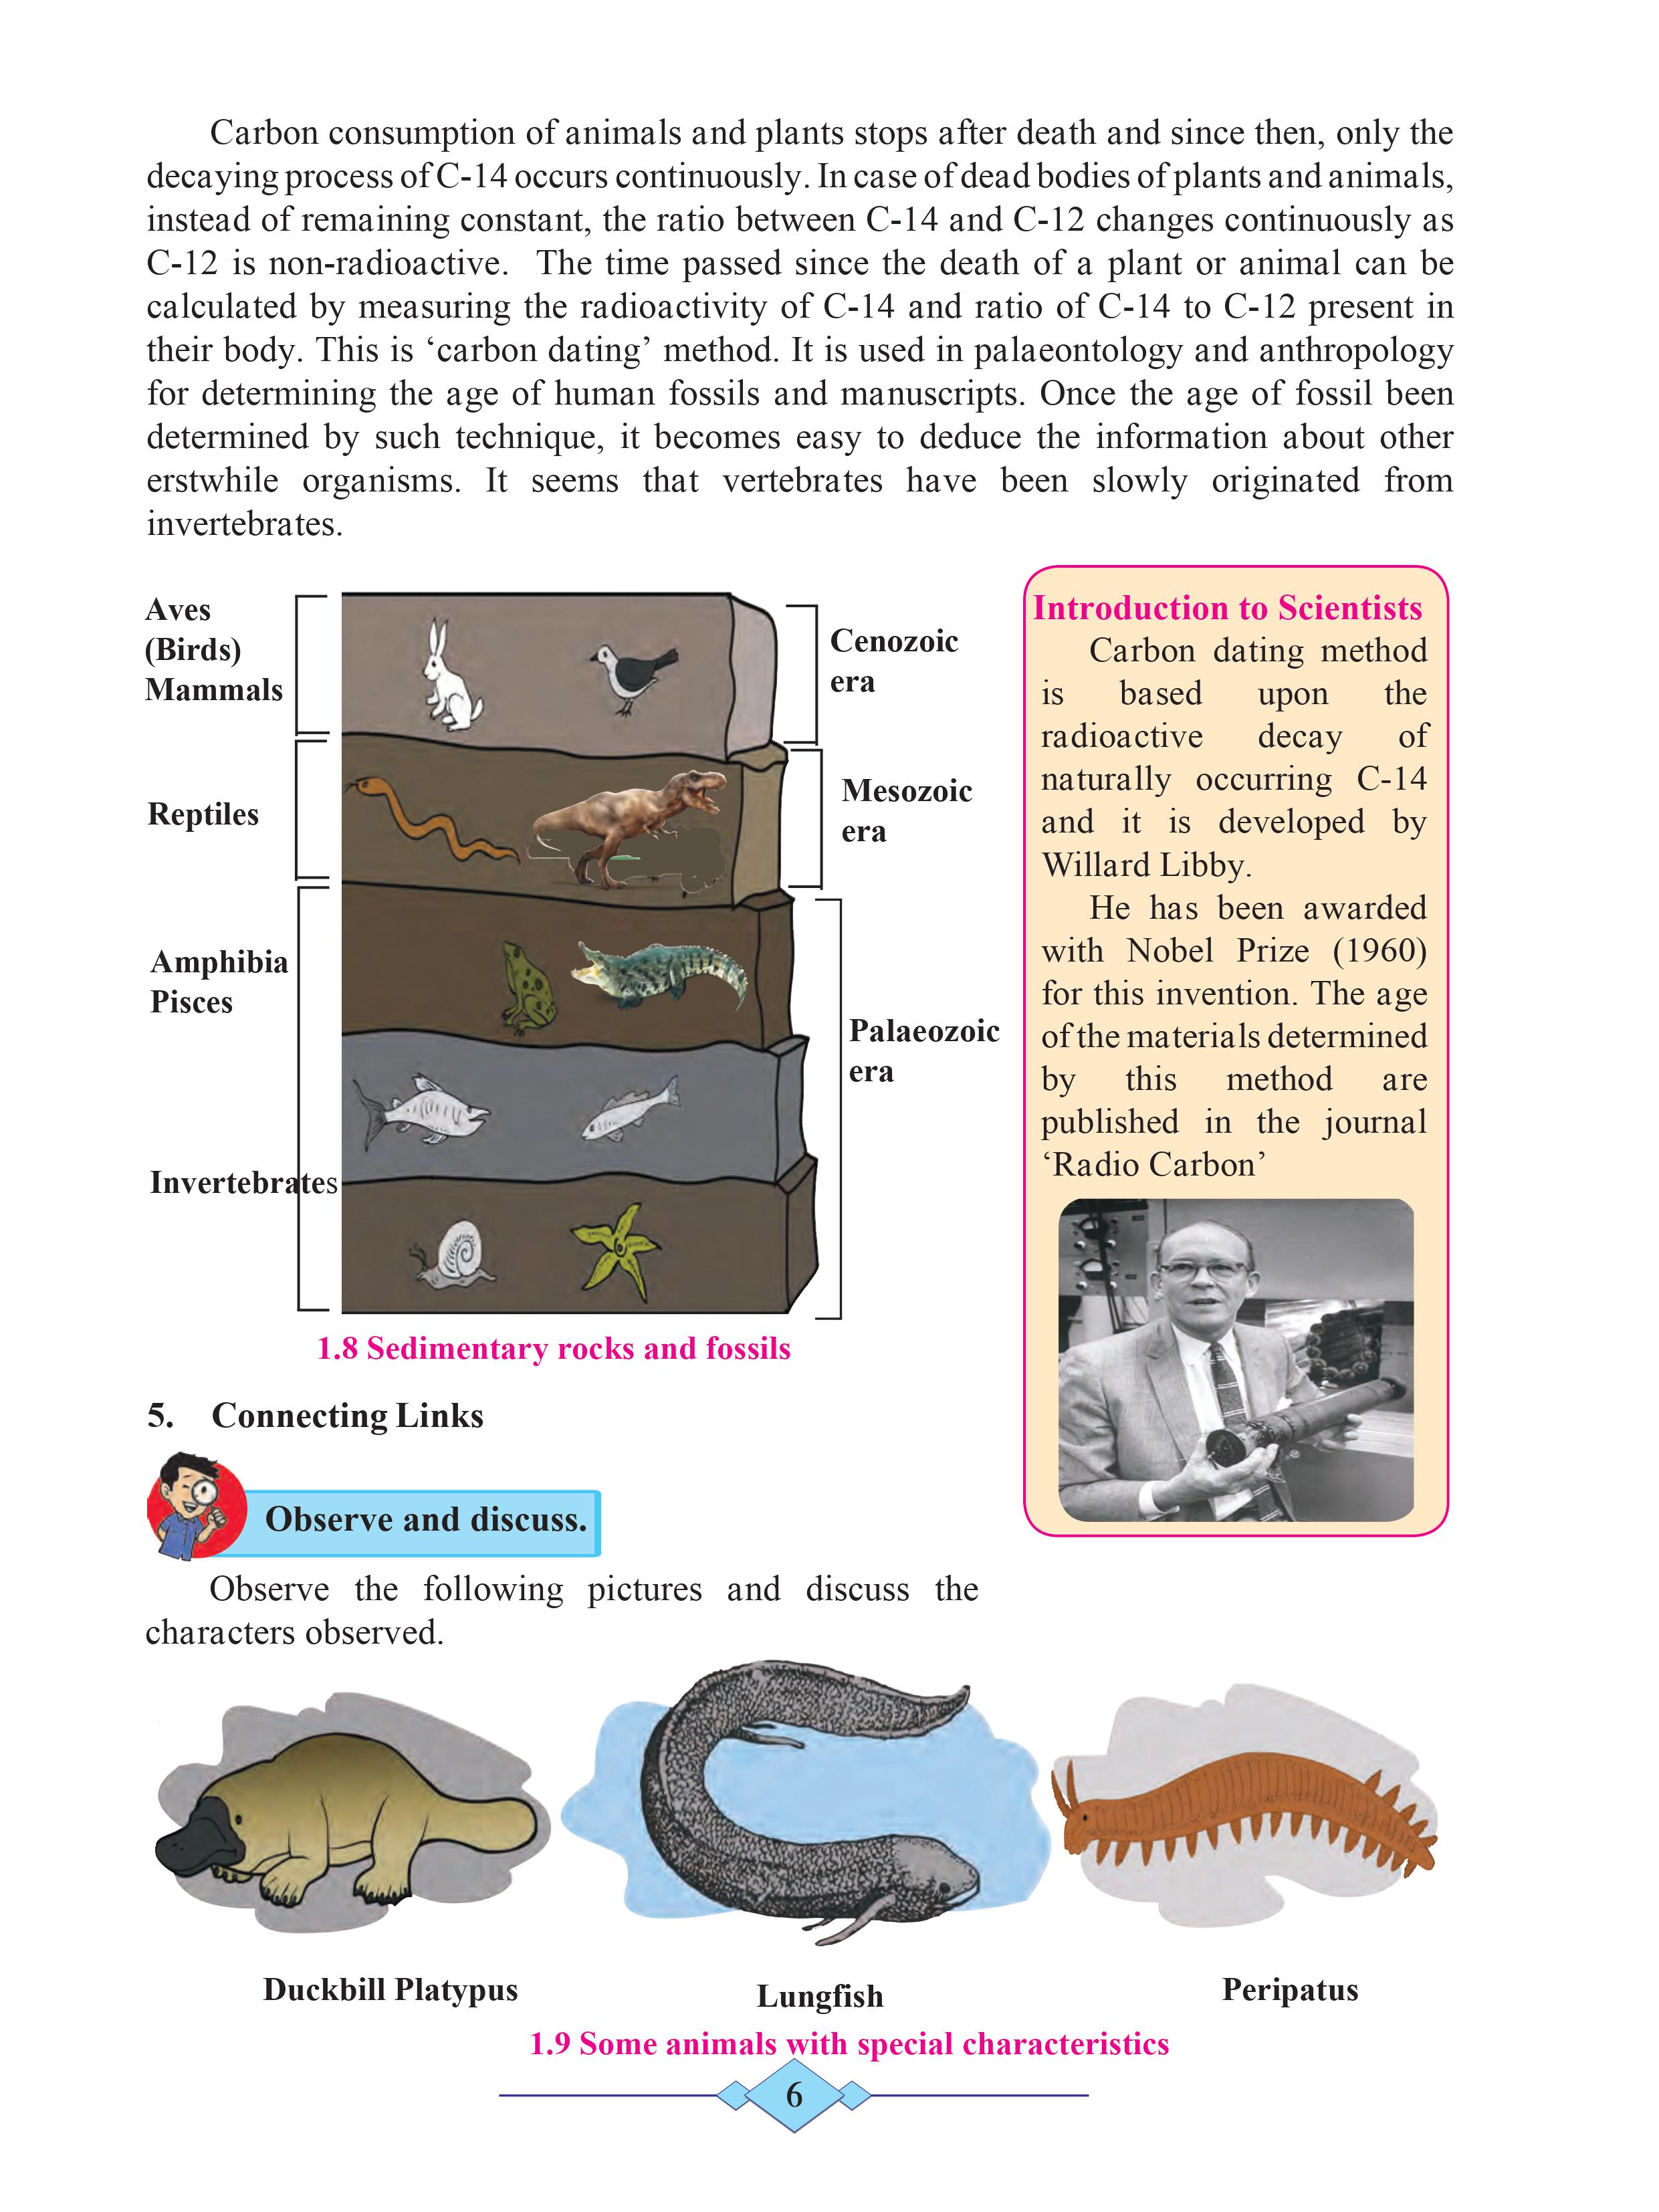 Carbon consumption of animals and plants stops after death and since then, only the
decaying process of C-14 occurs continuously. In case of dead bodies of plants and animals,
instead of remaining constant, the ratio between C-14 and C-12 changes continuously as
C-12 is non-radioactive. The time passed since the death of a plant or animal can be
calculated by measuring the radioactivity of C-14 and ratio of C-14 to C-12 present in
their body. This is ‘carbon dating’ method. It is used in palaeontology and anthropology
for determining the age of human fossils and manuscripts. Once the age of fossil been
determined by such technique, it becomes easy to deduce the information about other
erstwhile organisms. It seems that vertebrates have been slowly originated from
invertebrates.
Aves
(Birds)
Mammals
Reptiles
Amphibia
Pisces
Invertebrates
Cenozoic
era
Mesozoic
era
Palaeozoic
era
1.8 Sedimentary rocks and fossils
Introduction to Scientists
Carbon dating method
is based upon the
radioactive decay of
naturally occurring C-14
and it is developed by
Willard Libby.
He has been awarded
with Nobel Prize (1960)
for this invention. The age
of the materials determined
by this method are
published in the journal
‘Radio Carbon’
5. Connecting Links
Observe and discuss.
Observe the following pictures and discuss the
characters observed.
Duckbill Platypus
Lungfish
Peripatus
1.9 Some animals with special characteristics
6